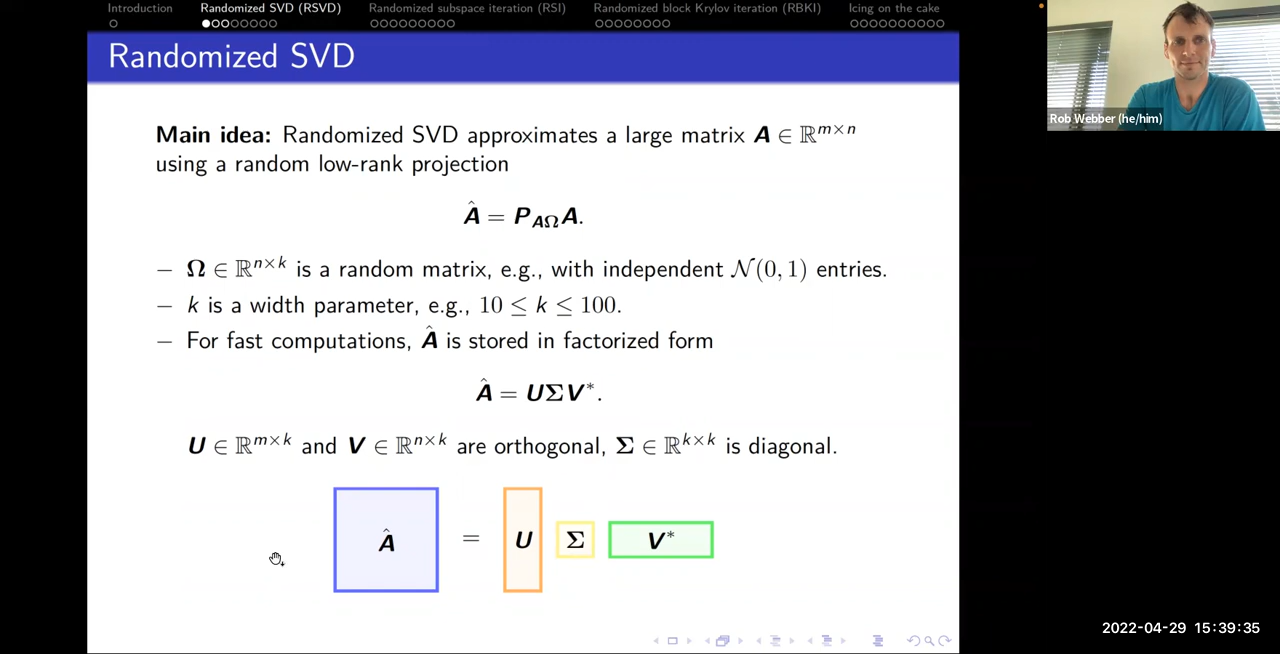 Introduction
Randomized SVD (RSVD)
Randomized subspace iteration (RSI)
Randomized block Krylov iteration (RBKI)
Icing on the cake
Randomized SVD
Main idea: Randomized SVD approximates a large matrix A ∈ ℝ^{m×n}
using a random low-rank projection
Â = P_{AΩ}A.
– Ω ∈ ℝ^{n×k} is a random matrix, e.g., with independent 𝒩(0, 1) entries.
– k is a width parameter, e.g., 10 ≤ k ≤ 100.
– For fast computations, Â is stored in factorized form
Â = UΣV*.
U ∈ ℝ^{m×k} and V ∈ ℝ^{n×k} are orthogonal, Σ ∈ ℝ^{k×k} is diagonal.
Â = U Σ V*
Rob Webber (he/him)
2022-04-29 15:39:35